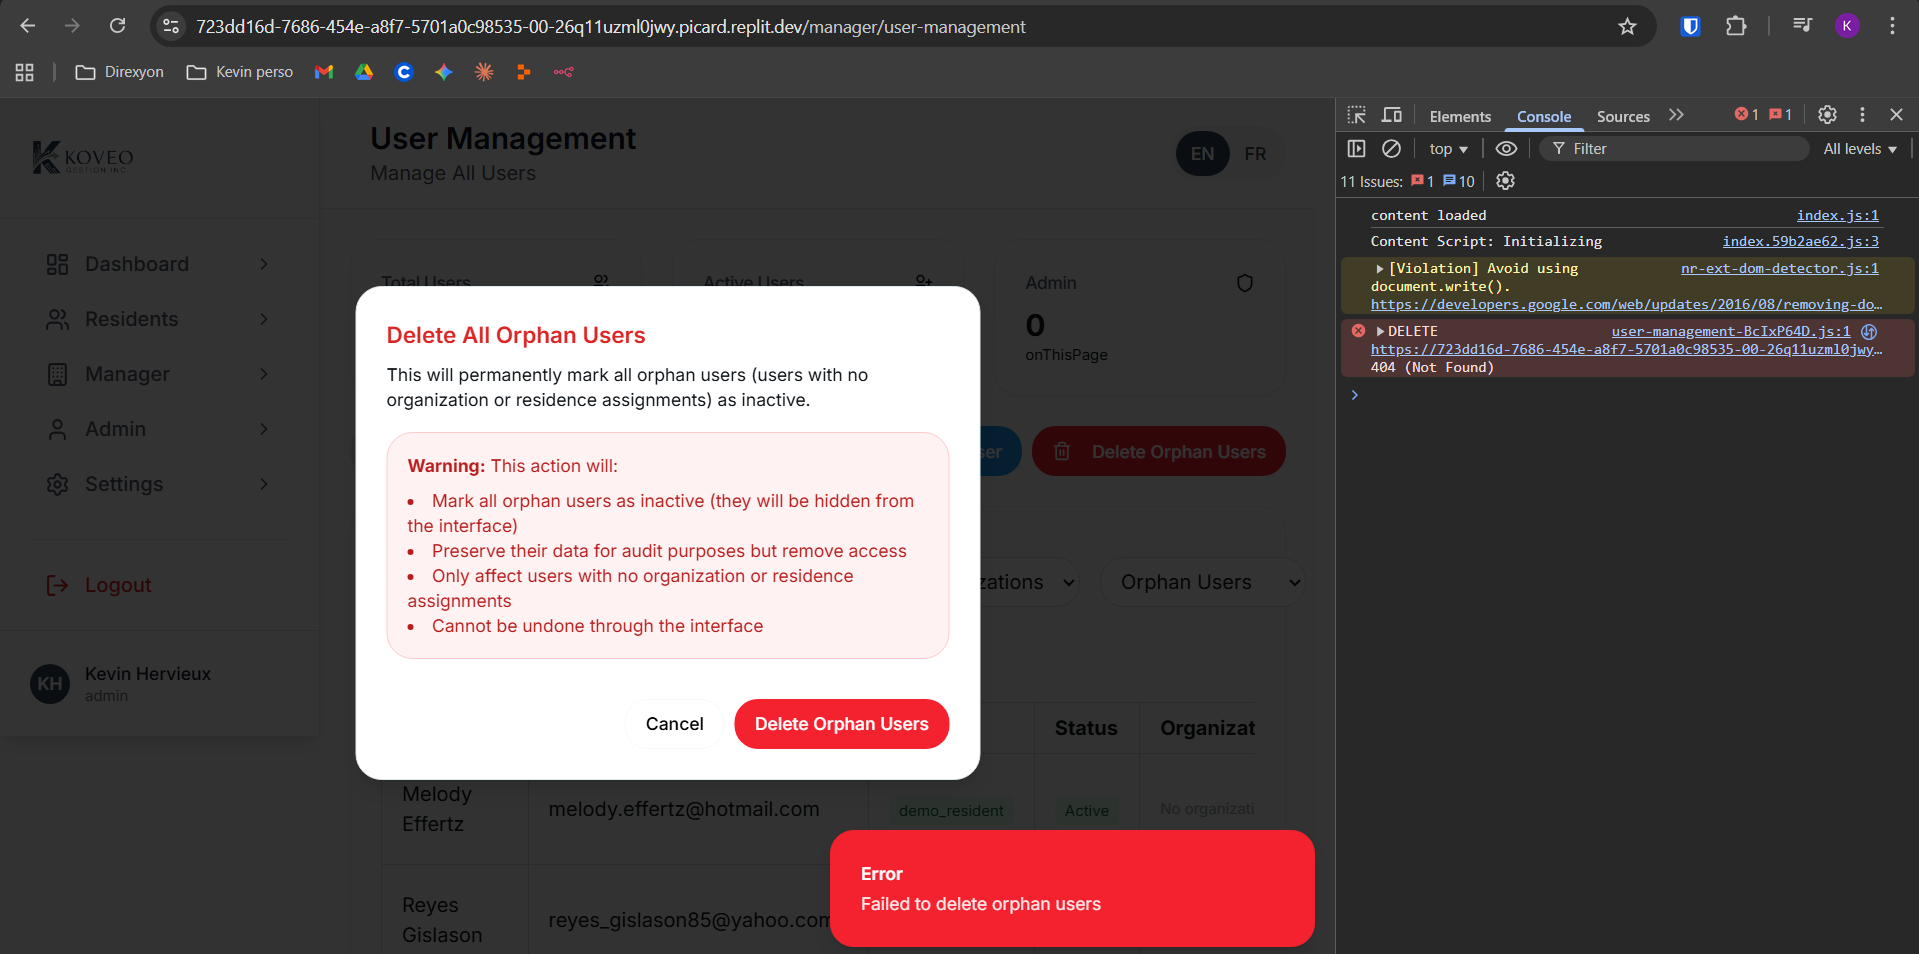 723dd16d-7686-454e-a8f7-5701a0c98535-00-26q11uzml0jwy.picard.replit.dev/manager/user-management
K
Direxyon
Kevin perso
KOVEO
GESTION INC.
Dashboard
Residents
Manager
Admin
Settings
Logout
KH
Kevin Hervieux
admin
User Management
Manage All Users
EN
FR
Total Users
Active Users
Admin
0
onThisPage
ser
Delete Orphan Users
zations
Orphan Users
Status
Organizat
Melody
Effertz
melody.effertz@hotmail.com
demo_resident
Active
No organizati
Reyes
Gislason
reyes_gislason85@yahoo.com
Delete All Orphan Users
This will permanently mark all orphan users (users with no
organization or residence assignments) as inactive.
Warning: This action will:
• Mark all orphan users as inactive (they will be hidden from
the interface)
• Preserve their data for audit purposes but remove access
• Only affect users with no organization or residence
assignments
• Cannot be undone through the interface
Cancel
Delete Orphan Users
Error
Failed to delete orphan users
Elements
Console
Sources
1
1
top
Filter
All levels
11 Issues: 1 10
content loaded index.js:1
Content Script: Initializing index.59b2ae62.js:3
[Violation] Avoid using nr-ext-dom-detector.js:1
document.write().
https://developers.google.com/web/updates/2016/08/removing-do…
DELETE user-management-BcIxP64D.js:1
https://723dd16d-7686-454e-a8f7-5701a0c98535-00-26q11uzml0jwy…
404 (Not Found)